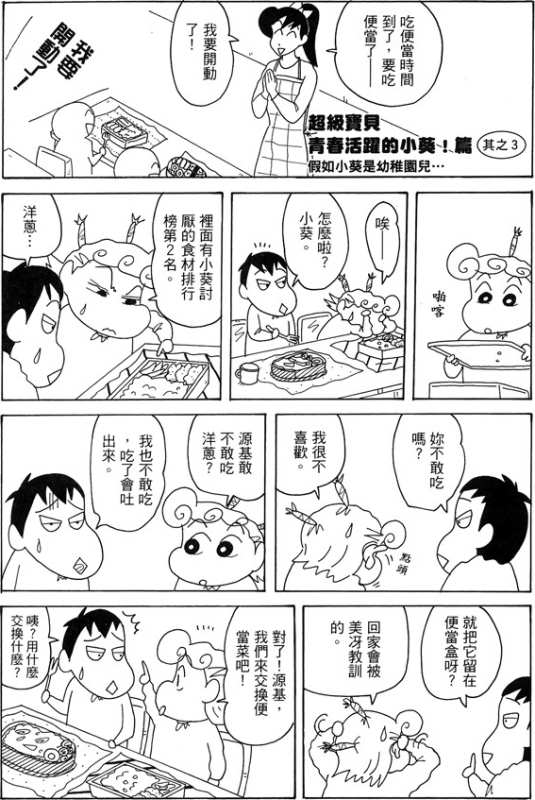 吃便當時間
到了，要吃
便當了──
我要開動
了！
我要
開動了！
超級寶貝
青春活躍的小葵！篇
其之3
假如小葵是幼稚園兒…
啪
喀
唉──
怎麼啦？
小葵。
裡面有小葵討
厭的食材排行
榜第2名。
洋蔥…
妳不敢吃
嗎？
我很不
喜歡。
點
頭
源基敢
不敢吃
洋蔥？
我也不敢吃
，吃了會吐
出來。
就把它留在
便當盒呀？
回家會被
美冴教訓
的。
對了！源基，
我們來交換便
當菜吧！
咦？用什麼
交換什麼？